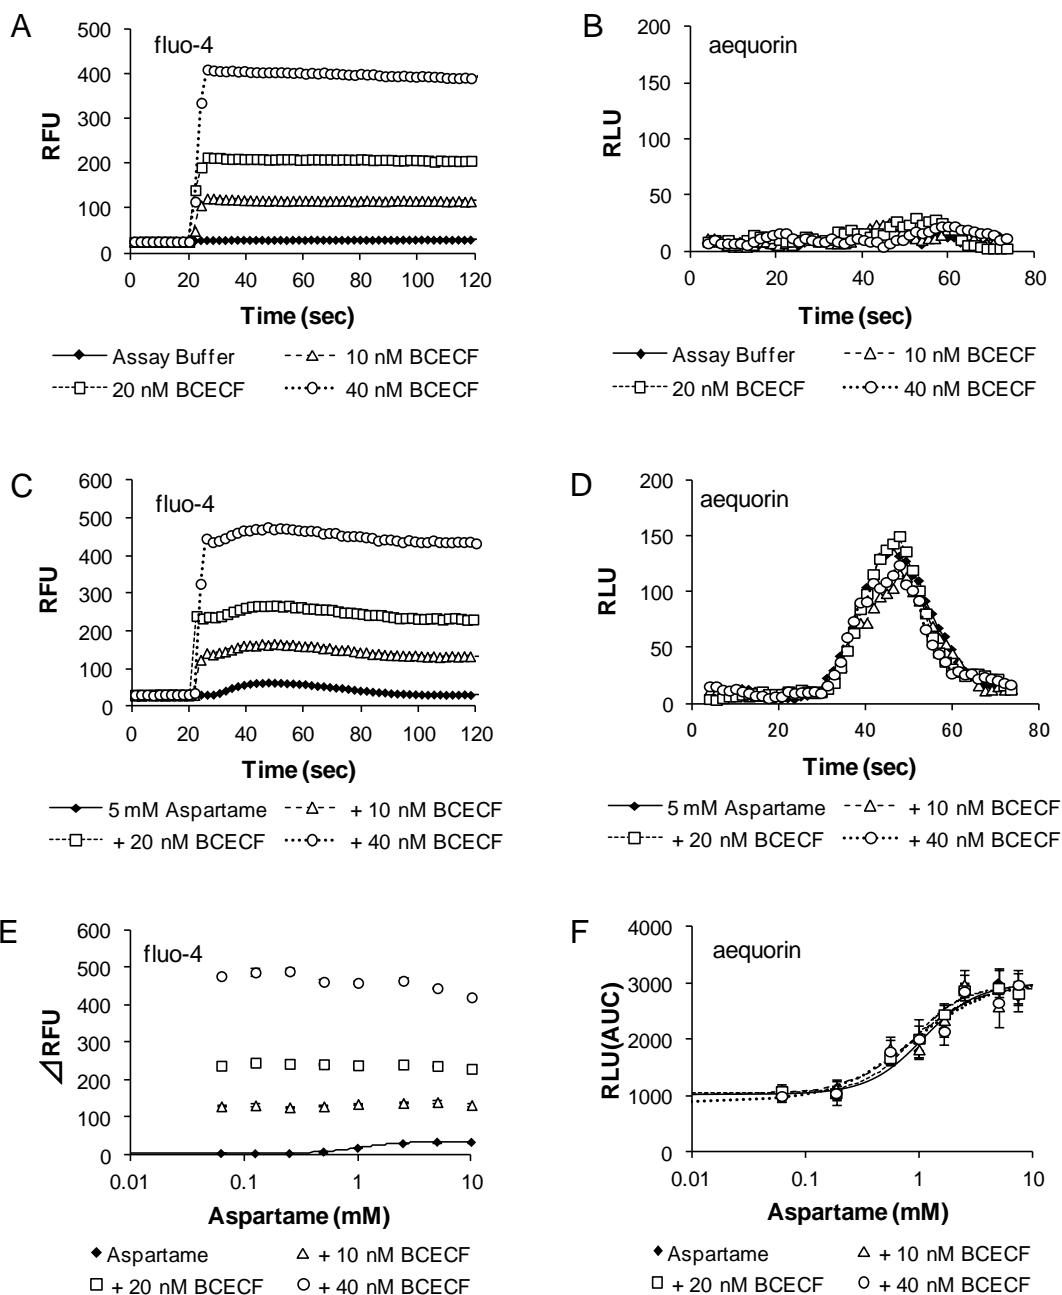 A
fluo-4
500
400
300
200
100
0
RFU
0 20 40 60 80 100 120
Time (sec)
Assay Buffer 10 nM BCECF
20 nM BCECF 40 nM BCECF
B
aequorin
200
150
100
50
0
RLU
0 20 40 60 80
Time (sec)
Assay Buffer 10 nM BCECF
20 nM BCECF 40 nM BCECF
C
fluo-4
600
500
400
300
200
100
0
RFU
0 20 40 60 80 100 120
Time (sec)
5 mM Aspartame + 10 nM BCECF
+ 20 nM BCECF + 40 nM BCECF
D
aequorin
200
150
100
50
0
RLU
0 20 40 60 80
Time (sec)
5 mM Aspartame + 10 nM BCECF
+ 20 nM BCECF + 40 nM BCECF
E
fluo-4
600
500
400
300
200
100
0
⊿RFU
0.01 0.1 1 10
Aspartame (mM)
Aspartame + 10 nM BCECF
+ 20 nM BCECF + 40 nM BCECF
F
aequorin
4000
3000
2000
1000
0
RLU(AUC)
0.01 0.1 1 10
Aspartame (mM)
Aspartame + 10 nM BCECF
+ 20 nM BCECF + 40 nM BCECF